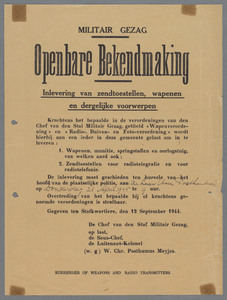 MILITAIR GEZAG
Openbare Bekendmaking
Inlevering van zendtoestellen, wapenen
en dergelijke voorwerpen
Krachtens het bepaalde in de verordeningen van den
Chef van den Staf Militair Gezag, getiteld »Wapenverorde-
ning« en »Radio-, Duiven- en Foto-verordening« wordt
hierbij aan een ieder in deze gemeente gelast om in te
leveren:
1. Wapenen, munitie, springstoffen en oorlogstuig,
van welken aard ook;
2. Zendtoestellen voor radiotelegrafie en voor
radiotelefonie.
De inlevering moet geschieden ten bureele van het
hoofd van de plaatselijke politie, van
op uur.
Overtreding van het bepaalde bij of krachtens ge-
noemde verordeningen is strafbaar.
Gegeven ten Stafkwartiere, den 12 September 1944.
De Chef van den Staf Militair Gezag,
op last,
de Sous-Chef,
de Luitenant-Kolonel
(w. g.) W. Chr. Posthumus Meyjes.
SURRENDER OF WEAPONS AND RADIO TRANSMITTERS